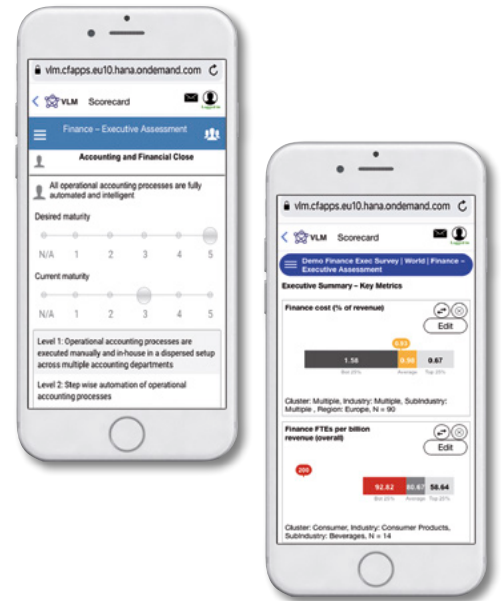 vlm.cfapps.eu10.hana.ondemand.com
VLM Scorecard
Finance – Executive Assessment
Accounting and Financial Close
All operational accounting processes are fully
automated and intelligent
Desired maturity
N/A 1 2 3 4 5
Current maturity
N/A 1 2 3 4 5
Level 1: Operational accounting processes are
executed manually and in-house in a dispersed setup
across multiple accounting departments
Level 2: Step wise automation of operational
accounting processes
vlm.cfapps.eu10.hana.ondemand.com
VLM Scorecard
Demo Finance Exec Survey | World | Finance –
Executive Assessment
Executive Summary – Key Metrics
Finance cost (% of revenue)
Edit
1.58 0.67
Bot 25% Average Top 25%
Cluster: Multiple, Industry: Multiple, Subindustry:
Multiple , Region: Europe, N = 90
Finance FTEs per billion
revenue (overall)
Edit
200
92.82 80.67 58.64
Bot 25% Average Top 25%
Cluster: Consumer, Industry: Consumer Products,
Subindustry: Beverages, N = 14